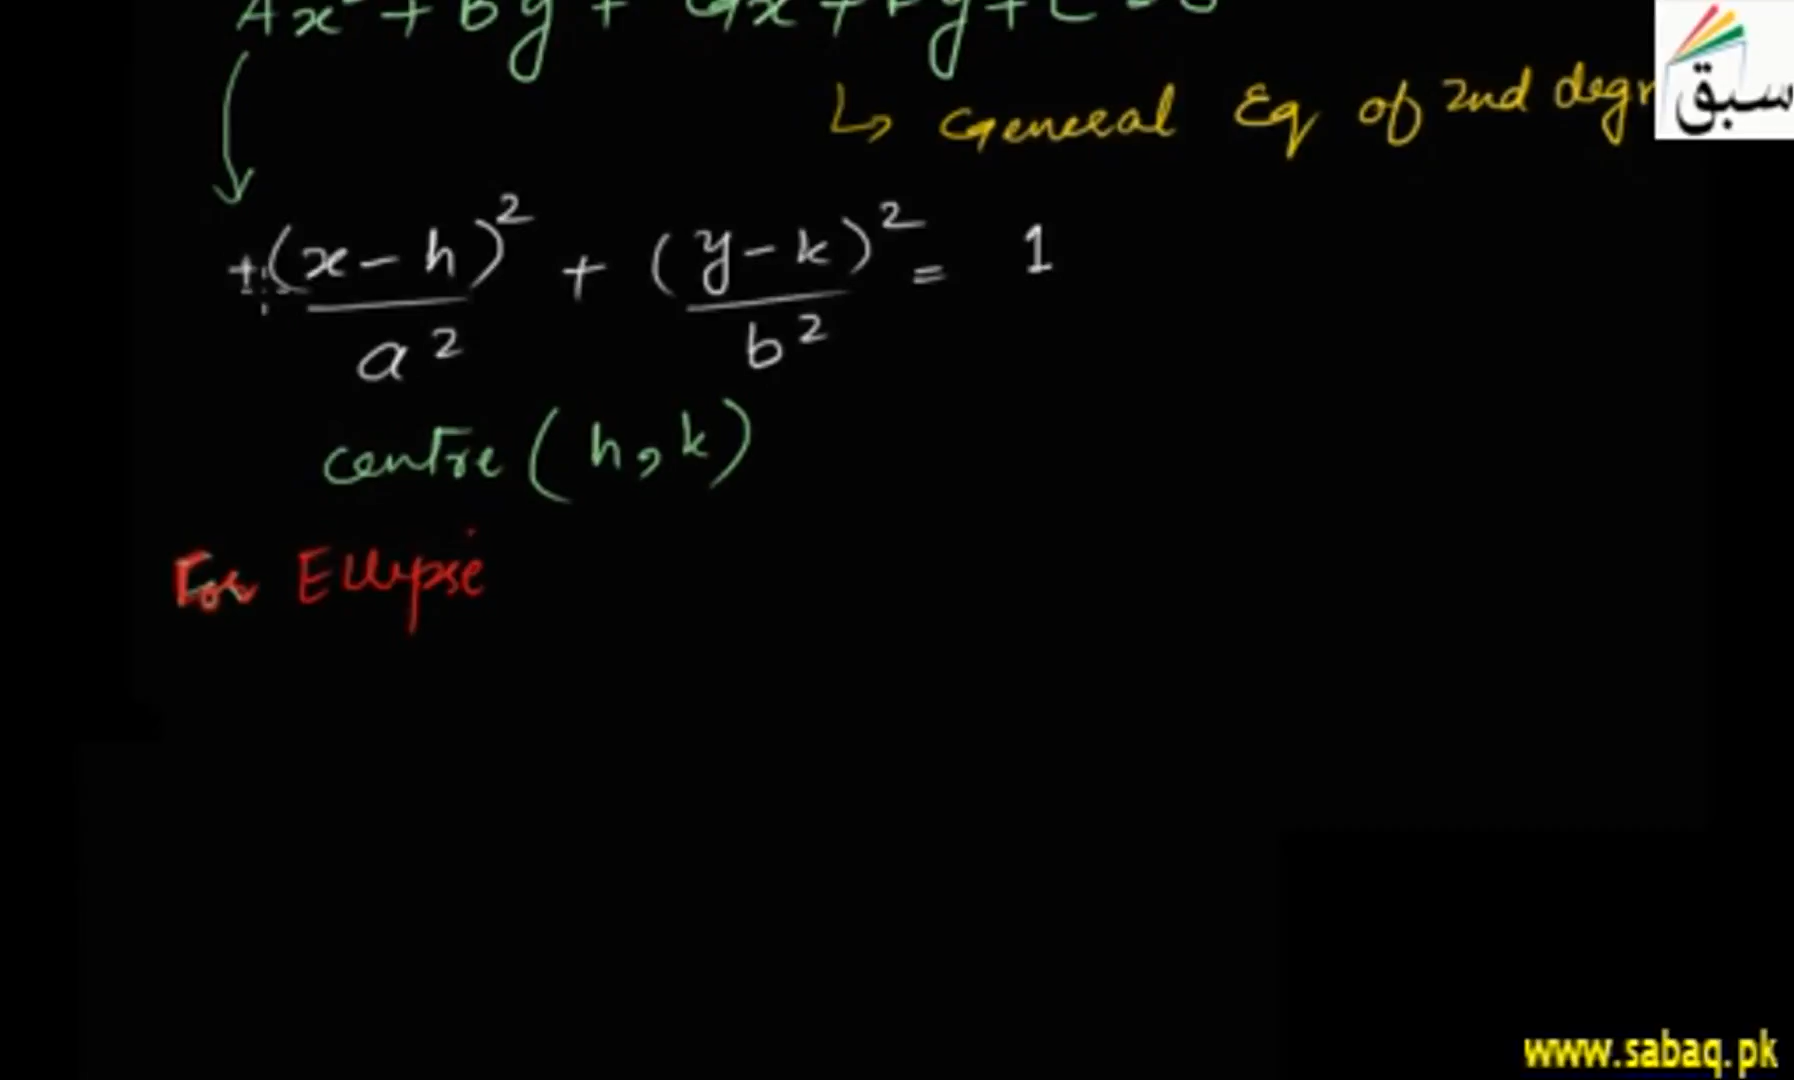 Ax² + By² + Gx + Fy + C = 0
↳ General Eq of 2nd degr
سبق
+(x-h)²/a² + (y-k)²/b² = 1
centre (h, k)
For Ellipse
www.sabaq.pk